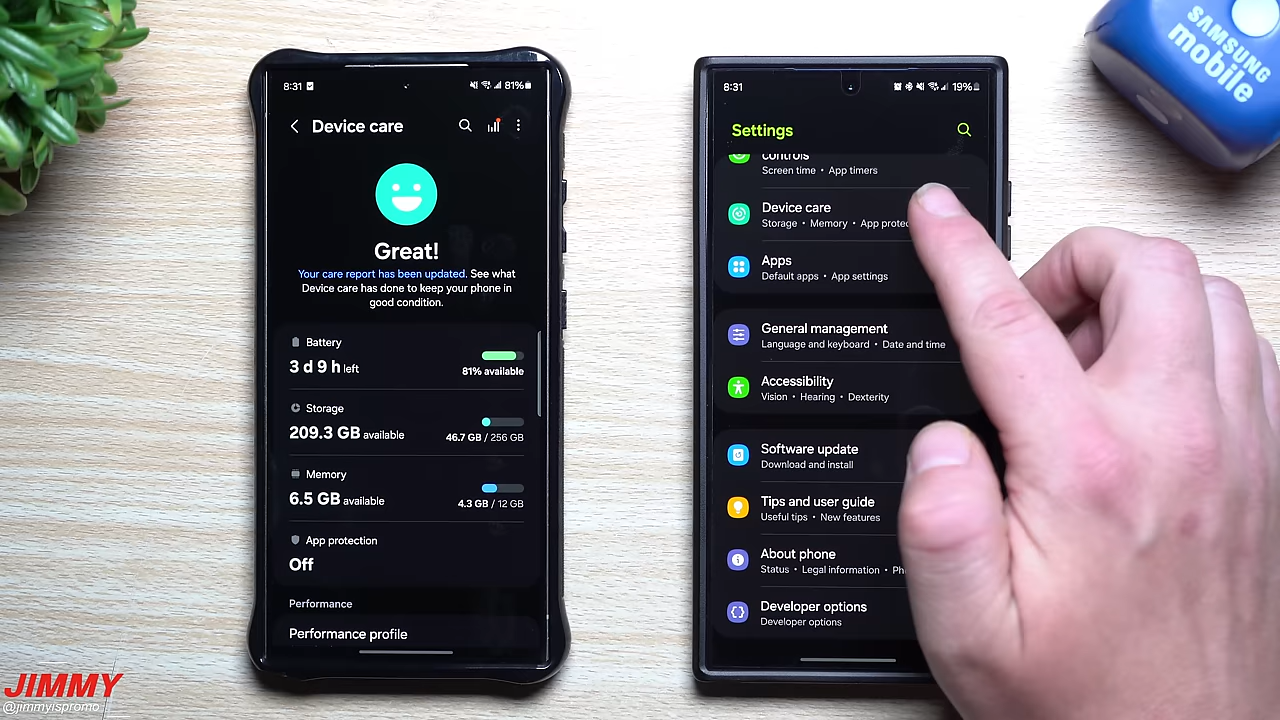 8:31
81%
Device care
Great!
Your care report has been updated. See what
Device care has done to keep your phone in
good condition.
Battery
3 d 9 h left
81% available
Storage
209.3 GB available
46.7 GB / 256 GB
Memory
6.5 GB available
4.3 GB / 12 GB
App protection
Off
Performance
Performance profile
8:31
19%
Settings
controls
Screen time • App timers
Device care
Storage • Memory • App protec
Apps
Default apps • App settings
General management
Language and keyboard • Date and time
Accessibility
Vision • Hearing • Dexterity
Software update
Download and install
Tips and user guide
Useful tips • New features
About phone
Status • Legal information • Ph
Developer options
Developer options
SAMSUNG
mobile
JIMMY
@jimmyispromo